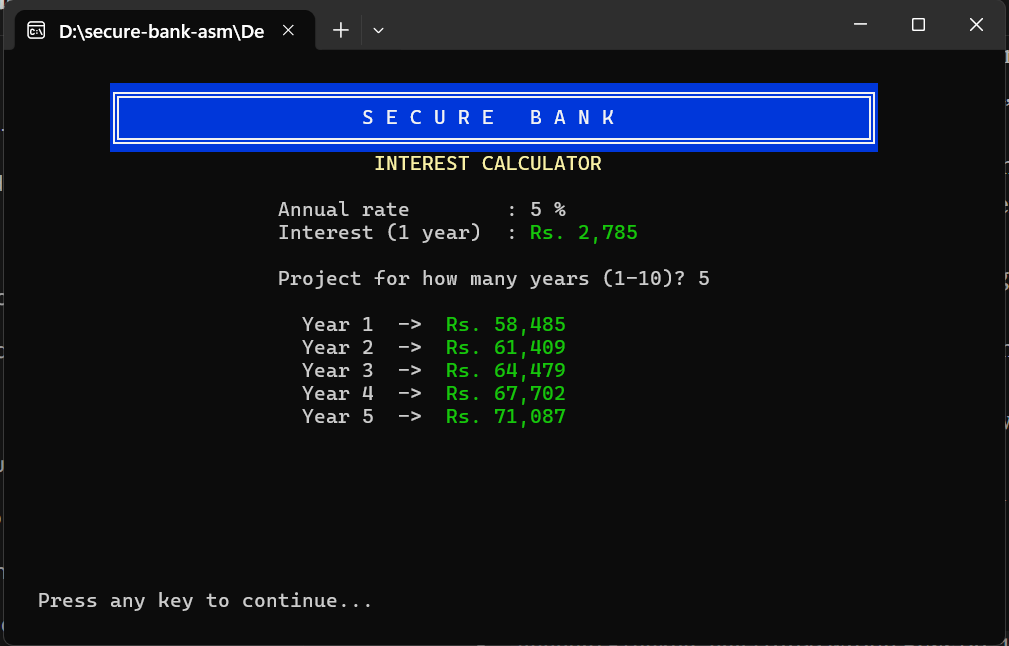 D:\secure-bank-asm\De
S E C U R E   B A N K
INTEREST CALCULATOR
Annual rate        : 5 %
Interest (1 year)  : Rs. 2,785
Project for how many years (1-10)? 5
Year 1  ->  Rs. 58,485
Year 2  ->  Rs. 61,409
Year 3  ->  Rs. 64,479
Year 4  ->  Rs. 67,702
Year 5  ->  Rs. 71,087
Press any key to continue...